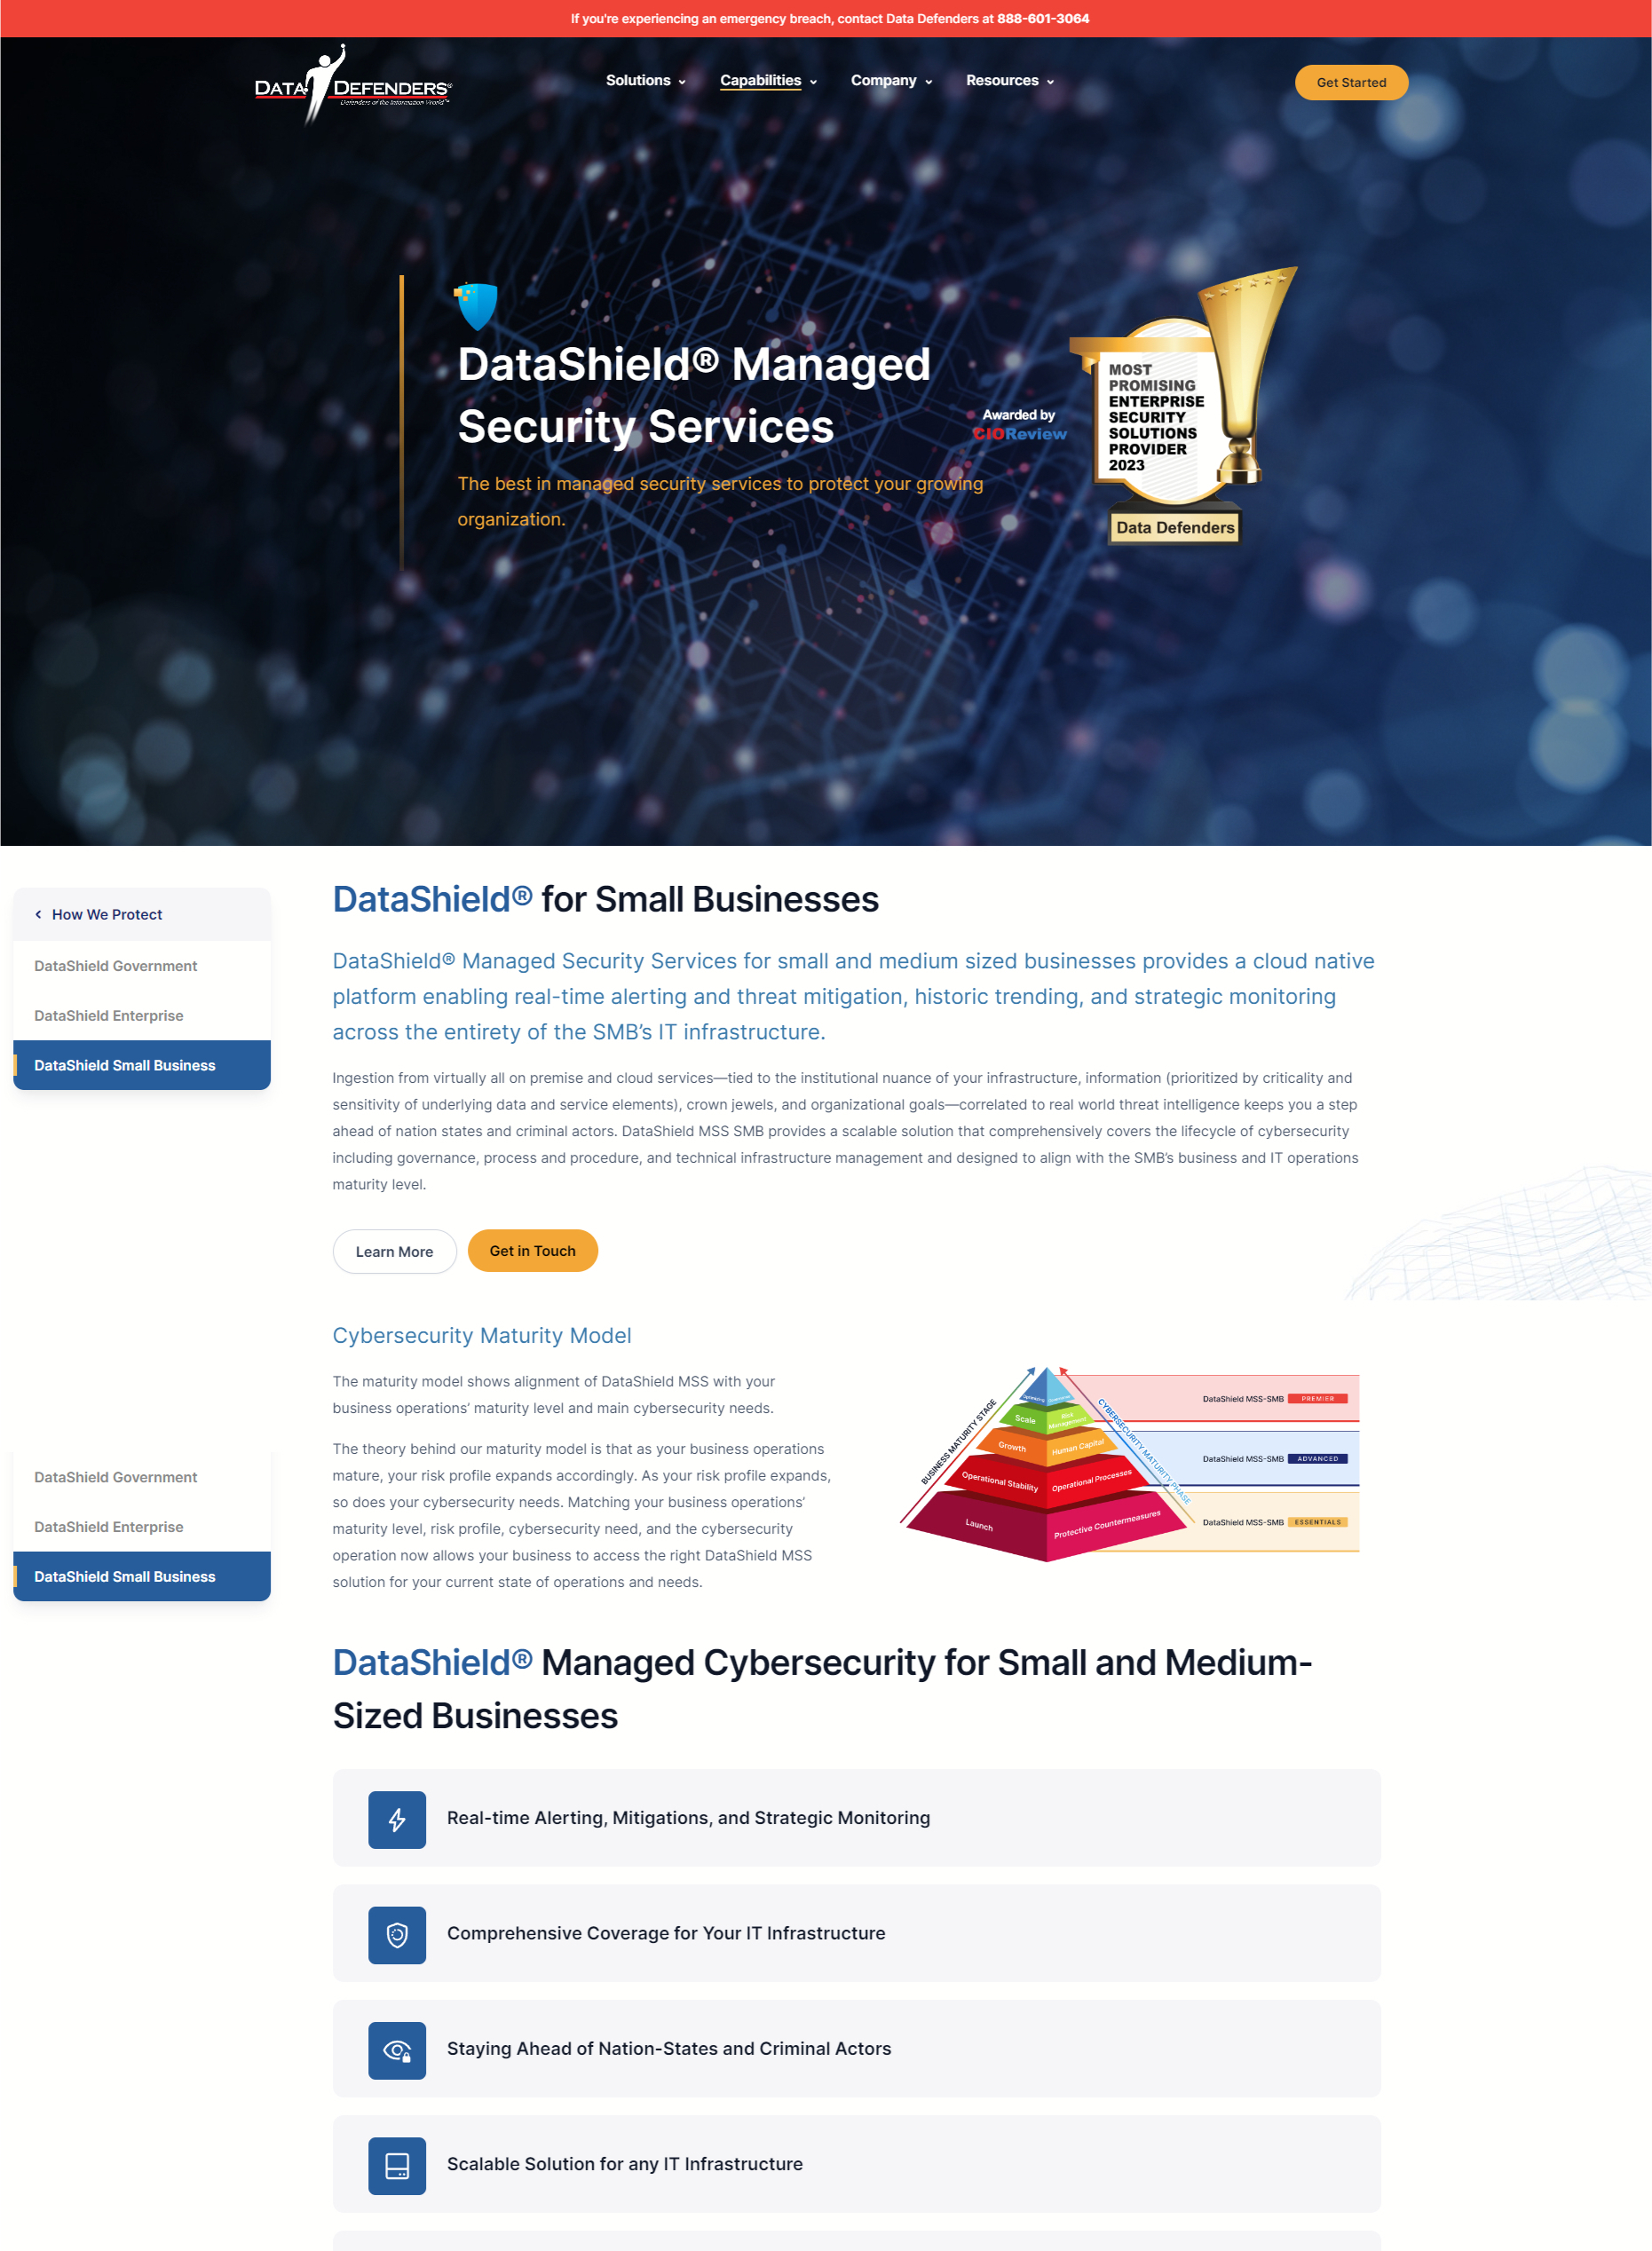 If you're experiencing an emergency breach, contact Data Defenders at 888-601-3064
DATA DEFENDERS®
Defenders of the Information World™
Solutions
Capabilities
Company
Resources
Get Started
DataShield® Managed
Security Services
The best in managed security services to protect your growing
organization.
Awarded by
CIOReview
MOST
PROMISING
ENTERPRISE
SECURITY
SOLUTIONS
PROVIDER
2023
Data Defenders
How We Protect
DataShield Government
DataShield Enterprise
DataShield Small Business
DataShield® for Small Businesses
DataShield® Managed Security Services for small and medium sized businesses provides a cloud native
platform enabling real-time alerting and threat mitigation, historic trending, and strategic monitoring
across the entirety of the SMB’s IT infrastructure.
Ingestion from virtually all on premise and cloud services—tied to the institutional nuance of your infrastructure, information (prioritized by criticality and
sensitivity of underlying data and service elements), crown jewels, and organizational goals—correlated to real world threat intelligence keeps you a step
ahead of nation states and criminal actors. DataShield MSS SMB provides a scalable solution that comprehensively covers the lifecycle of cybersecurity
including governance, process and procedure, and technical infrastructure management and designed to align with the SMB’s business and IT operations
maturity level.
Learn More
Get in Touch
Cybersecurity Maturity Model
The maturity model shows alignment of DataShield MSS with your
business operations’ maturity level and main cybersecurity needs.
The theory behind our maturity model is that as your business operations
mature, your risk profile expands accordingly. As your risk profile expands,
so does your cybersecurity needs. Matching your business operations’
maturity level, risk profile, cybersecurity need, and the cybersecurity
operation now allows your business to access the right DataShield MSS
solution for your current state of operations and needs.
BUSINESS MATURITY STAGE
CYBERSECURITY MATURITY PHASE
Scale
Risk
Management
Growth
Human Capital
Operational Stability
Operational Processes
Launch
Protective Countermeasures
DataShield MSS-SMB PREMIER
DataShield MSS-SMB ADVANCED
DataShield MSS-SMB ESSENTIALS
DataShield Government
DataShield Enterprise
DataShield Small Business
DataShield® Managed Cybersecurity for Small and Medium-
Sized Businesses
Real-time Alerting, Mitigations, and Strategic Monitoring
Comprehensive Coverage for Your IT Infrastructure
Staying Ahead of Nation-States and Criminal Actors
Scalable Solution for any IT Infrastructure